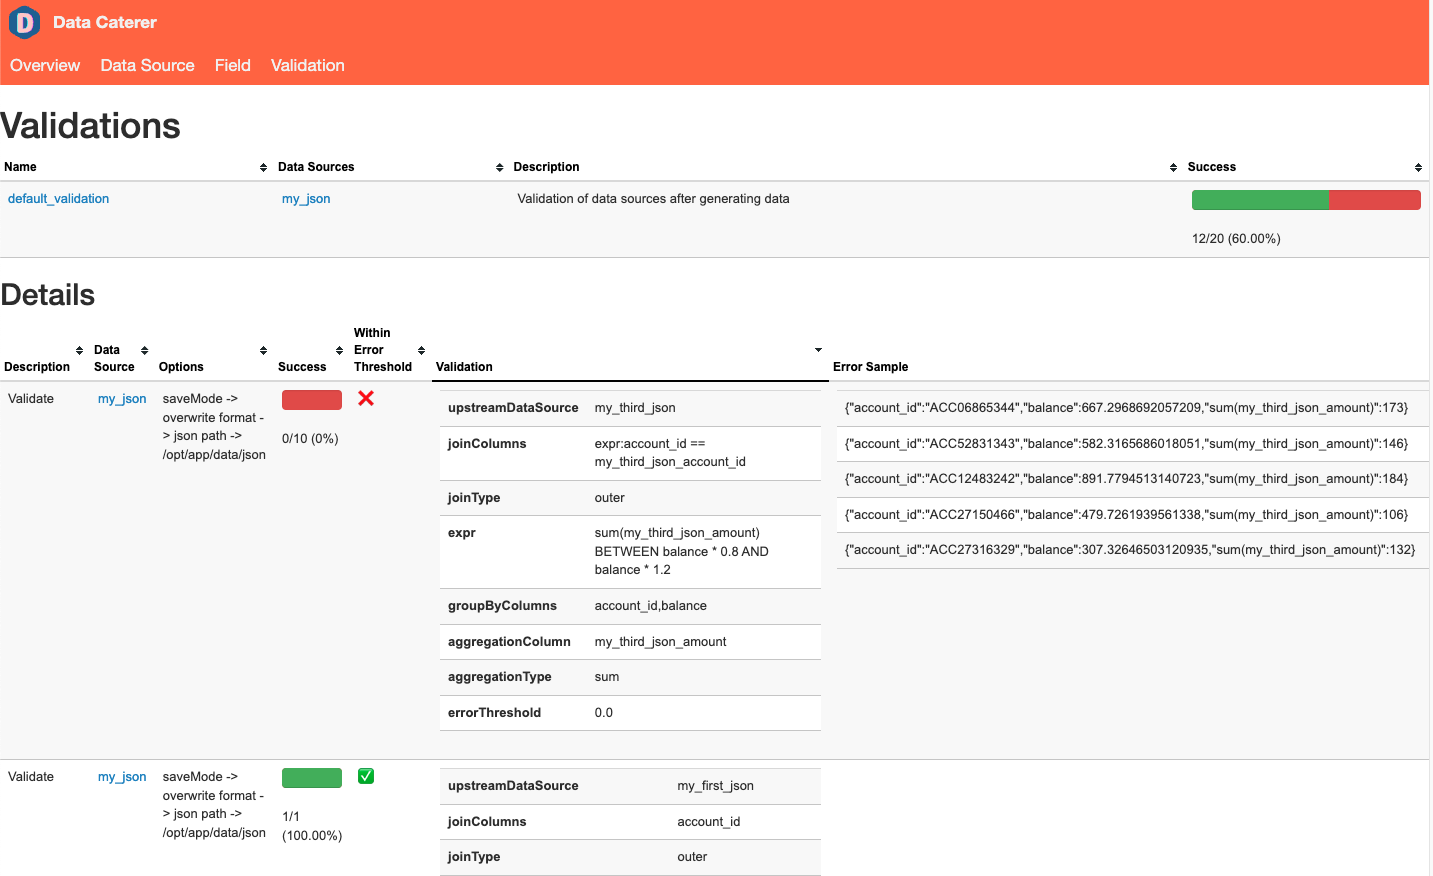 D Data Caterer
Overview Data Source Field Validation
Validations
Name Data Sources Description Success
default_validation my_json Validation of data sources after generating data
12/20 (60.00%)
Details
Description Data Source Options Success Within Error Threshold Validation Error Sample
Validate my_json saveMode ->
overwrite format -
> json path ->
/opt/app/data/json
0/10 (0%)
upstreamDataSource my_third_json
joinColumns expr:account_id ==
my_third_json_account_id
joinType outer
expr sum(my_third_json_amount)
BETWEEN balance * 0.8 AND
balance * 1.2
groupByColumns account_id,balance
aggregationColumn my_third_json_amount
aggregationType sum
errorThreshold 0.0
{"account_id":"ACC06865344","balance":667.2968692057209,"sum(my_third_json_amount)":173}
{"account_id":"ACC52831343","balance":582.3165686018051,"sum(my_third_json_amount)":146}
{"account_id":"ACC12483242","balance":891.7794513140723,"sum(my_third_json_amount)":184}
{"account_id":"ACC27150466","balance":479.7261939561338,"sum(my_third_json_amount)":106}
{"account_id":"ACC27316329","balance":307.32646503120935,"sum(my_third_json_amount)":132}
Validate my_json saveMode ->
overwrite format -
> json path ->
/opt/app/data/json
1/1
(100.00%)
upstreamDataSource my_first_json
joinColumns account_id
joinType outer